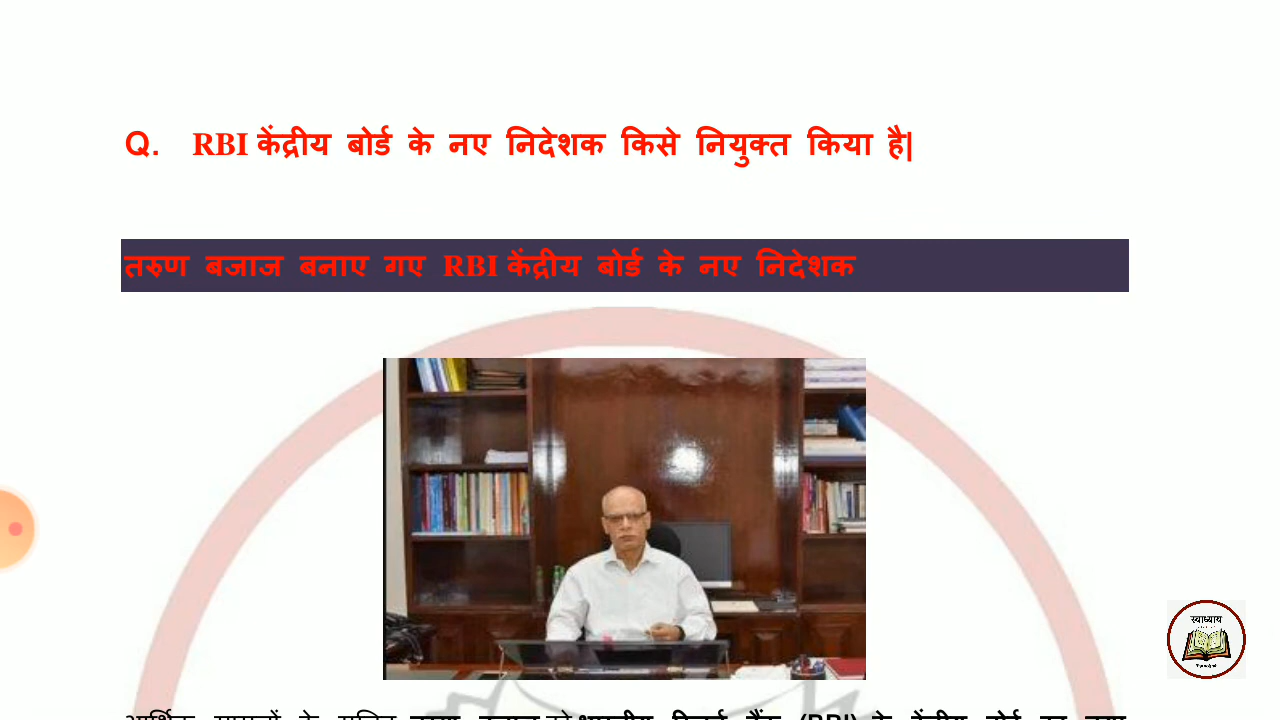 Q. RBI केंद्रीय बोर्ड के नए निदेशक किसे नियुक्त किया है|
तरुण बजाज बनाए गए RBI केंद्रीय बोर्ड के नए निदेशक
स्वाध्याय